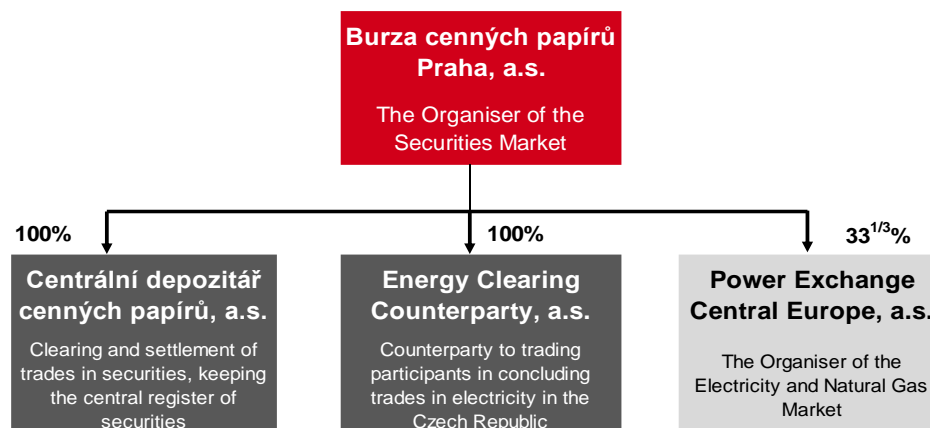 Burza cenných papírů
Praha, a.s.
The Organiser of the
Securities Market
100%
100%
33 1/3%
Centrální depozitář
cenných papírů, a.s.
Clearing and settlement of
trades in securities, keeping
the central register of
securities
Energy Clearing
Counterparty, a.s.
Counterparty to trading
participants in concluding
trades in electricity in the
Czech Republic
Power Exchange
Central Europe, a.s.
The Organiser of the
Electricity and Natural Gas
Market